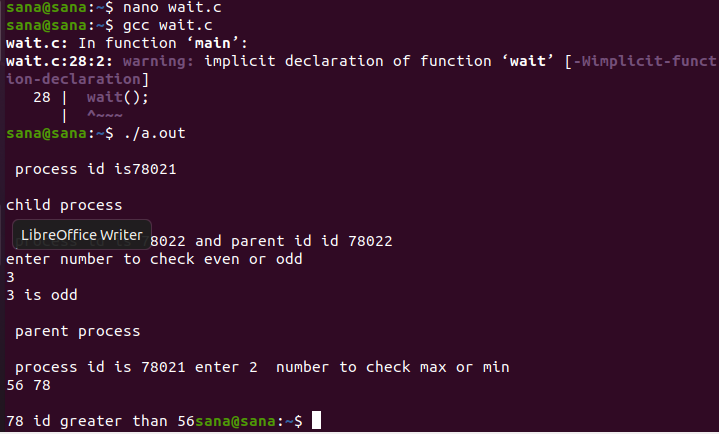 sana@sana:~$ nano wait.c
sana@sana:~$ gcc wait.c
wait.c: In function ‘main’:
wait.c:28:2: warning: implicit declaration of function ‘wait’ [-Wimplicit-funct
ion-declaration]
   28 |  wait();
      |  ^~~~
sana@sana:~$ ./a.out

 process id is78021

child process

LibreOffice Writer 8022 and parent id id 78022
enter number to check even or odd
3
3 is odd

 parent process

 process id is 78021 enter 2  number to check max or min
56 78

78 id greater than 56sana@sana:~$